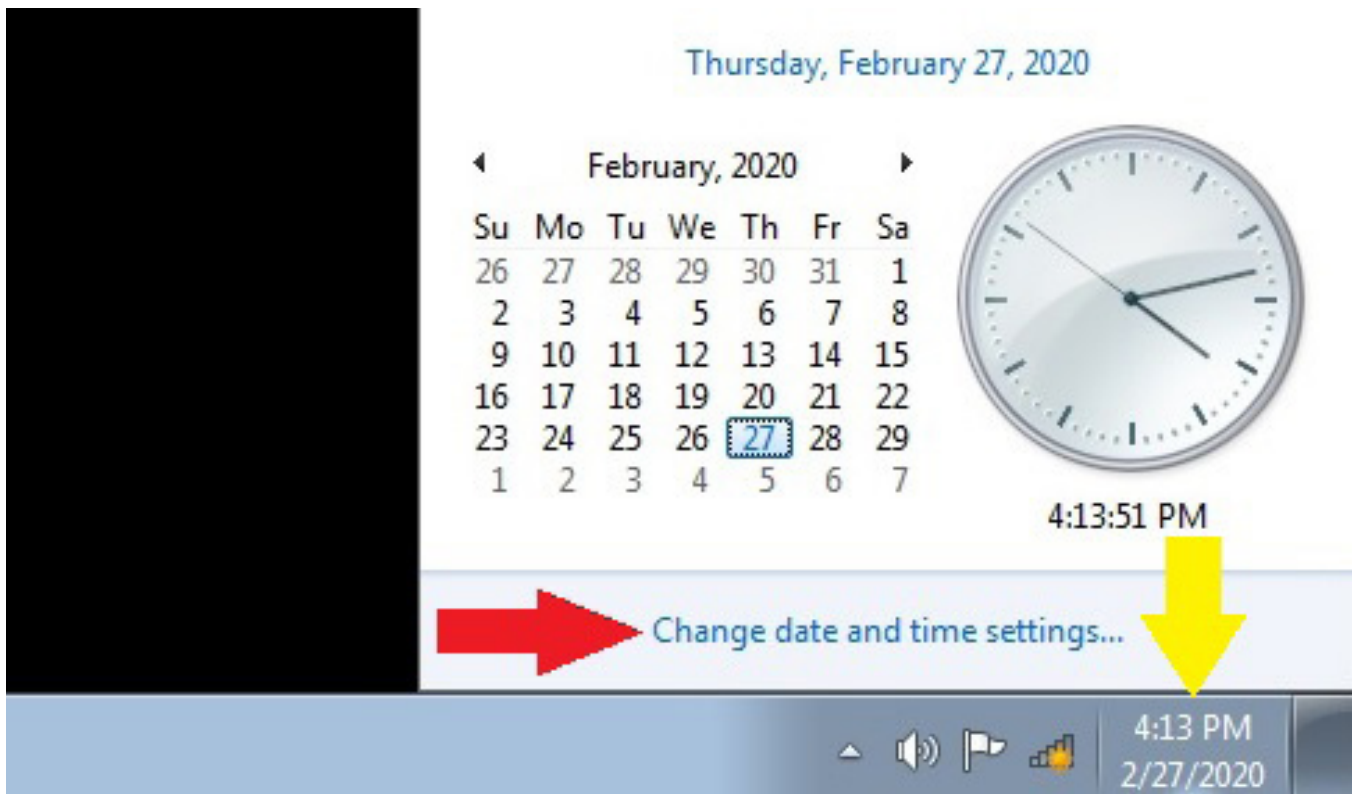 Thursday, February 27, 2020
February, 2020
Su Mo Tu We Th Fr Sa
26 27 28 29 30 31 1
2 3 4 5 6 7 8
9 10 11 12 13 14 15
16 17 18 19 20 21 22
23 24 25 26 27 28 29
1 2 3 4 5 6 7
4:13:51 PM
Change date and time settings...
4:13 PM
2/27/2020